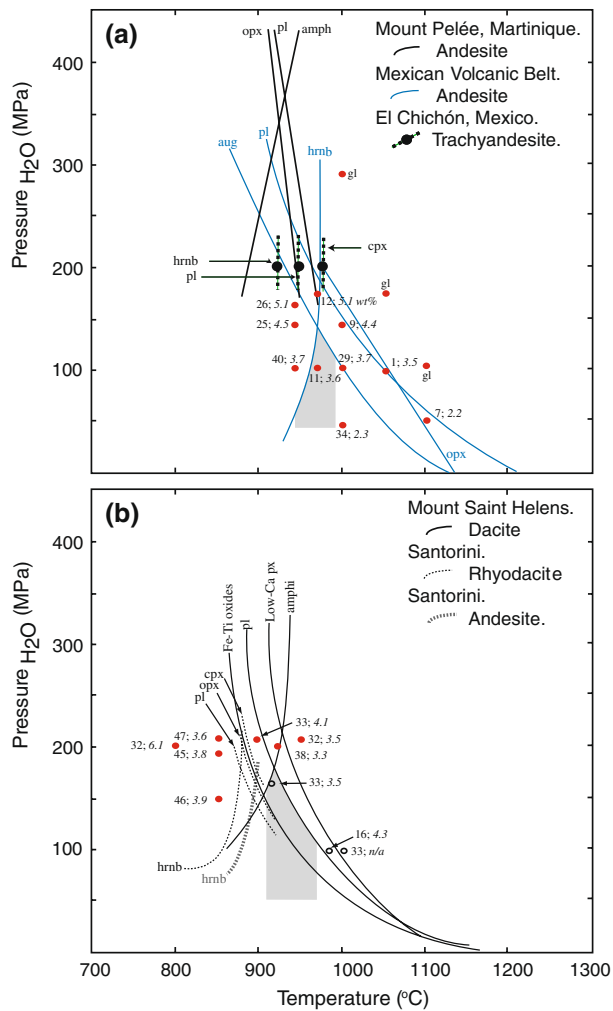 (a)
opx
pl
amph
Mount Pelée, Martinique.
Andesite
Mexican Volcanic Belt.
Andesite
El Chichón, Mexico.
Trachyandesite.
400
300
200
100
0
Pressure H2O (MPa)
aug
pl
hrnb
gl
hrnb
pl
cpx
26; 5.1
12; 5.1 wt%
gl
25; 4.5
9; 4.4
40; 3.7
11; 3.6
29; 3.7
1; 3.5
gl
34; 2.3
7; 2.2
opx
(b)
Mount Saint Helens.
Dacite
Santorini.
Rhyodacite
Santorini.
Andesite.
400
300
200
100
0
Pressure H2O (MPa)
Fe-Ti oxides
pl
Low-Ca px
amphi
cpx
opx
pl
33; 4.1
47; 3.6
32; 3.5
32; 6.1
45; 3.8
38; 3.3
33; 3.5
46; 3.9
16; 4.3
33; n/a
hrnb
hrnb
700 800 900 1000 1100 1200 1300
Temperature (oC)